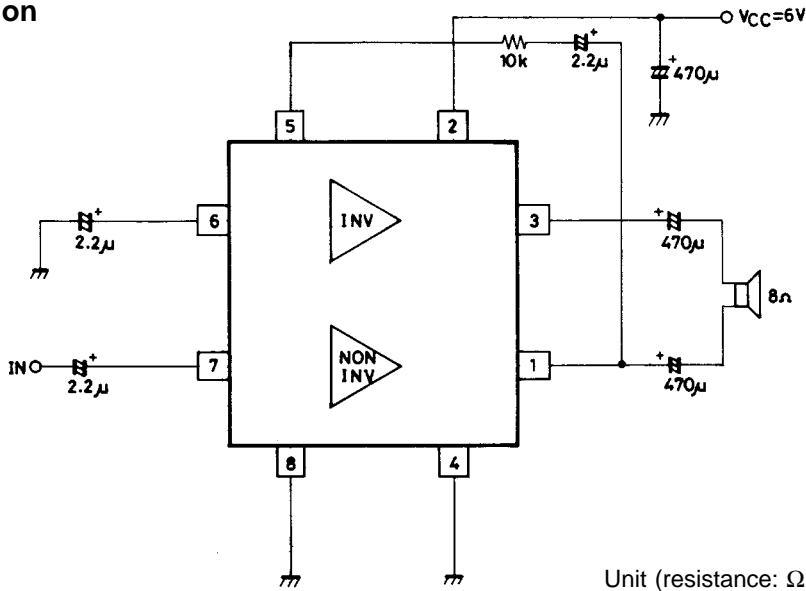 on
VCC=6V
10k
2.2μ
470μ
5
2
6
INV
3
2.2μ
470μ
8Ω
IN
7
NON
INV
1
2.2μ
470μ
8
4
Unit (resistance: Ω